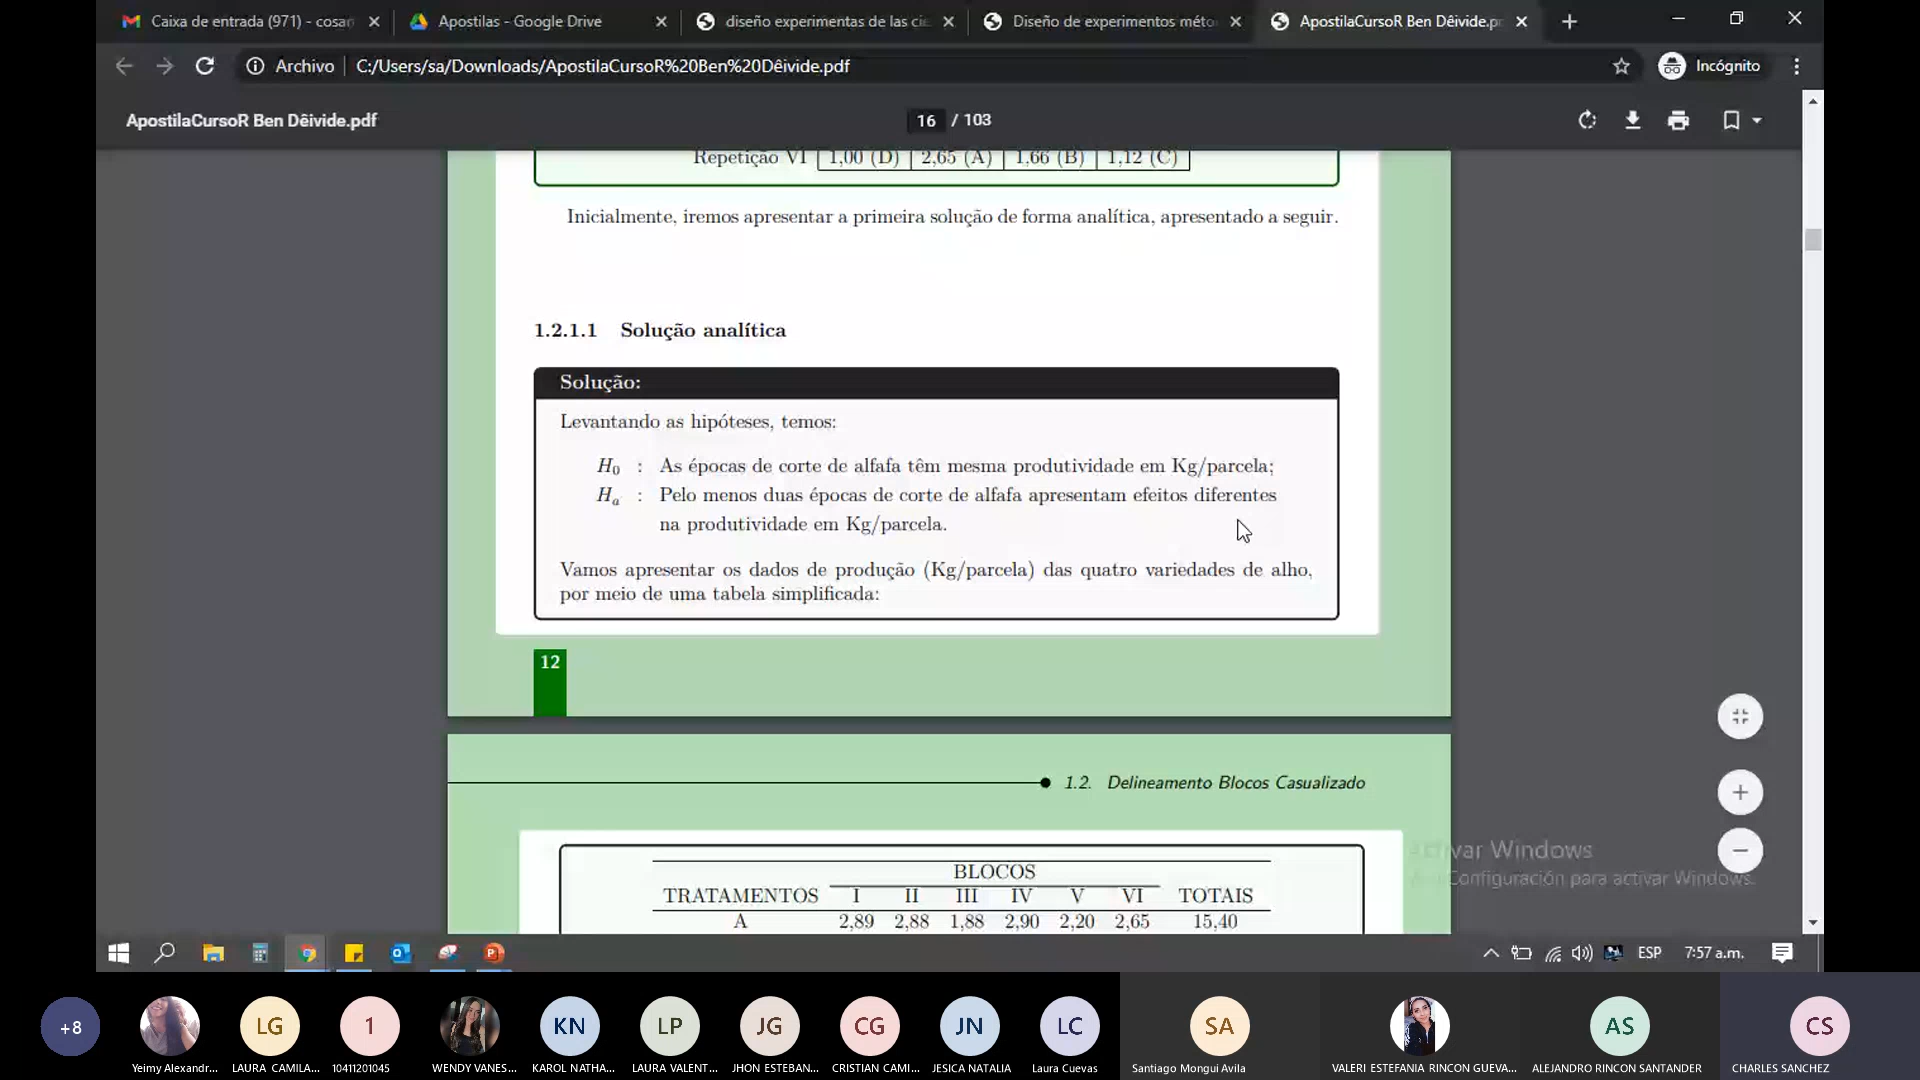 Caixa de entrada (971) - cosar
Apostilas - Google Drive
diseño experimentas de las cie
Diseño de experimentos méto
ApostilaCursoR Ben Dêivide.pd
Archivo
C:/Users/sa/Downloads/ApostilaCursoR%20Ben%20Dêivide.pdf
Incógnito
ApostilaCursoR Ben Dêivide.pdf
16 / 103
Repetição VI 1,00 (D) 2,65 (A) 1,66 (B) 1,12 (C)
Inicialmente, iremos apresentar a primeira solução de forma analítica, apresentado a seguir.
1.2.1.1 Solução analítica
Solução:
Levantando as hipóteses, temos:
H0 : As épocas de corte de alfafa têm mesma produtividade em Kg/parcela;
Ha : Pelo menos duas épocas de corte de alfafa apresentam efeitos diferentes
na produtividade em Kg/parcela.
Vamos apresentar os dados de produção (Kg/parcela) das quatro variedades de alho,
por meio de uma tabela simplificada:
12
1.2. Delineamento Blocos Casualizado
BLOCOS
TRATAMENTOS I II III IV V VI TOTAIS
A 2,89 2,88 1,88 2,90 2,20 2,65 15,40
Windows
Configuración para activar Windows.
ESP
7:57 a.m.
+8
LG
1
KN
LP
JG
CG
JN
LC
SA
AS
CS
Yeimy Alexandr...
LAURA CAMILA...
10411201045
WENDY VANES...
KAROL NATHA...
LAURA VALENT...
JHON ESTEBAN...
CRISTIAN CAMI...
JESICA NATALIA
Laura Cuevas
Santiago Mongui Avila
VALERI ESTEFANIA RINCON GUEVA...
ALEJANDRO RINCON SANTANDER
CHARLES SANCHEZ